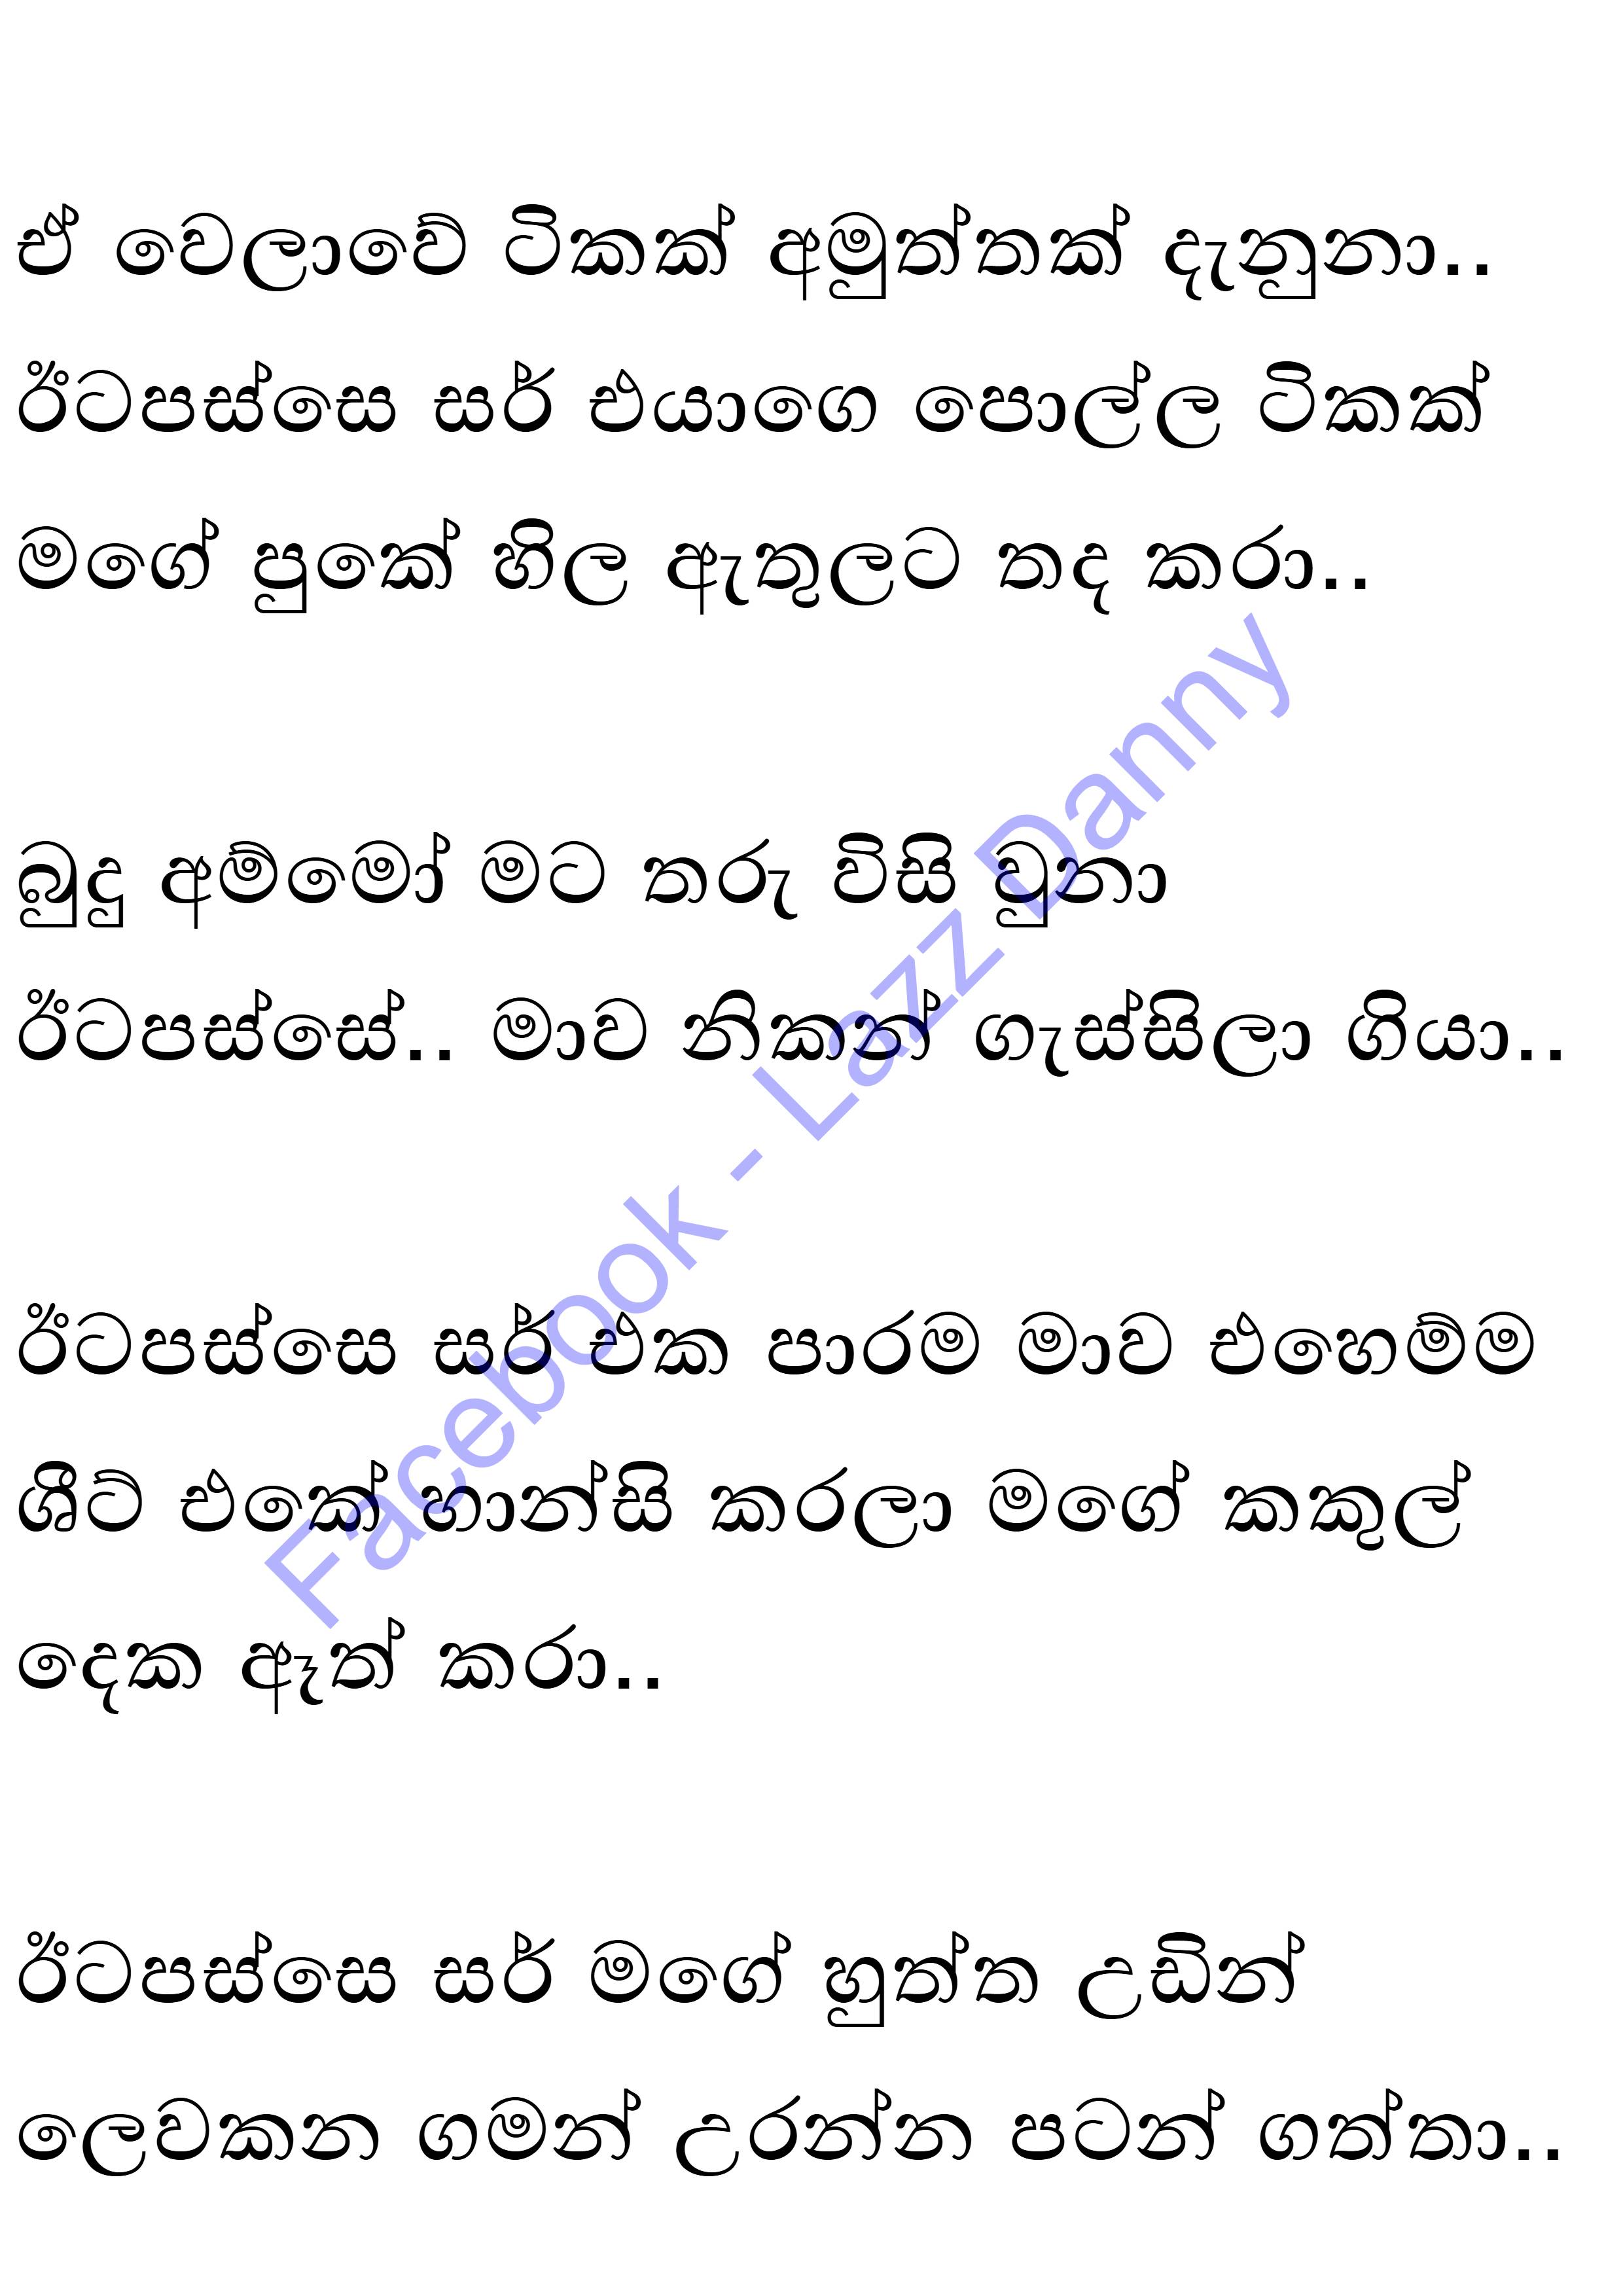 ඒ වෙලාවේ ටිකක් අමුත්තක් දැනුනා..
ඊටපස්සෙ සර් එයාගෙ පොල්ල ටිකක්
මගේ පුකේ හිල ඇතුලට තද කරා..
බුදු අම්මෝ මට තරු විසි වුනා
ඊටපස්සේ.. මාව නිකන් ගැස්සිලා ගියා..
ඊටපස්සෙ සර් එක පාරම මාව එහෙම්ම
ශීට් එකේ හාන්සි කරලා මගේ කකුල්
දෙක ඈත් කරා..
ඊටපස්සෙ සර් මගේ හුත්ත උඩින්
ලෙවකන ගමන් උරන්න පටන් ගත්තා..
Facebook - Lazz Danny